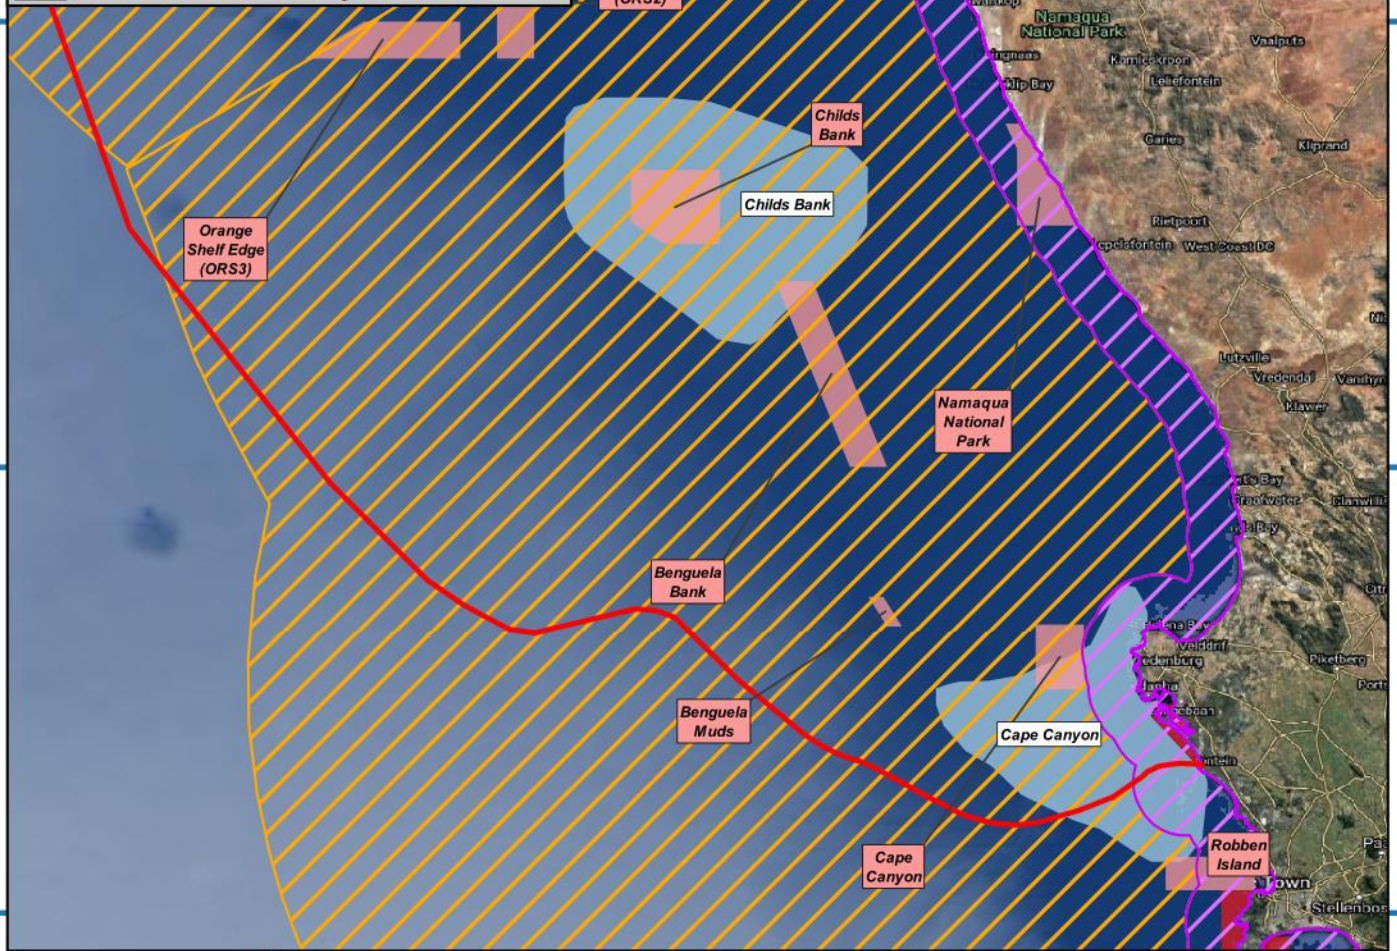 (ORS2)
Namaqua
National Park
Vaalputs
Kamieskroon
Leliefontein
Childs
Bank
Garies
Kliprand
Childs Bank
Rietpoort
West Coast DC
Orange
Shelf Edge
(ORS3)
Lutzville
Vredendal
Klawer
Namaqua
National
Park
Graafwater
Benguela
Bank
Velddrif
Piketberg
Benguela
Muds
Cape Canyon
Robben
Island
Cape
Canyon
Town
Stellenbos